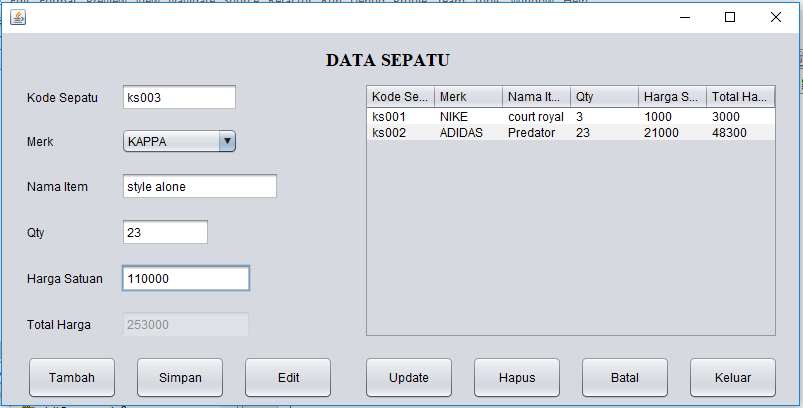 DATA SEPATU
Kode Sepatu ks003
Merk KAPPA
Nama Item style alone
Qty 23
Harga Satuan 110000
Total Harga 253000
Kode Se... Merk Nama It... Qty Harga S... Total Ha...
ks001 NIKE court royal 3 1000 3000
ks002 ADIDAS Predator 23 21000 48300
Tambah Simpan Edit Update Hapus Batal Keluar